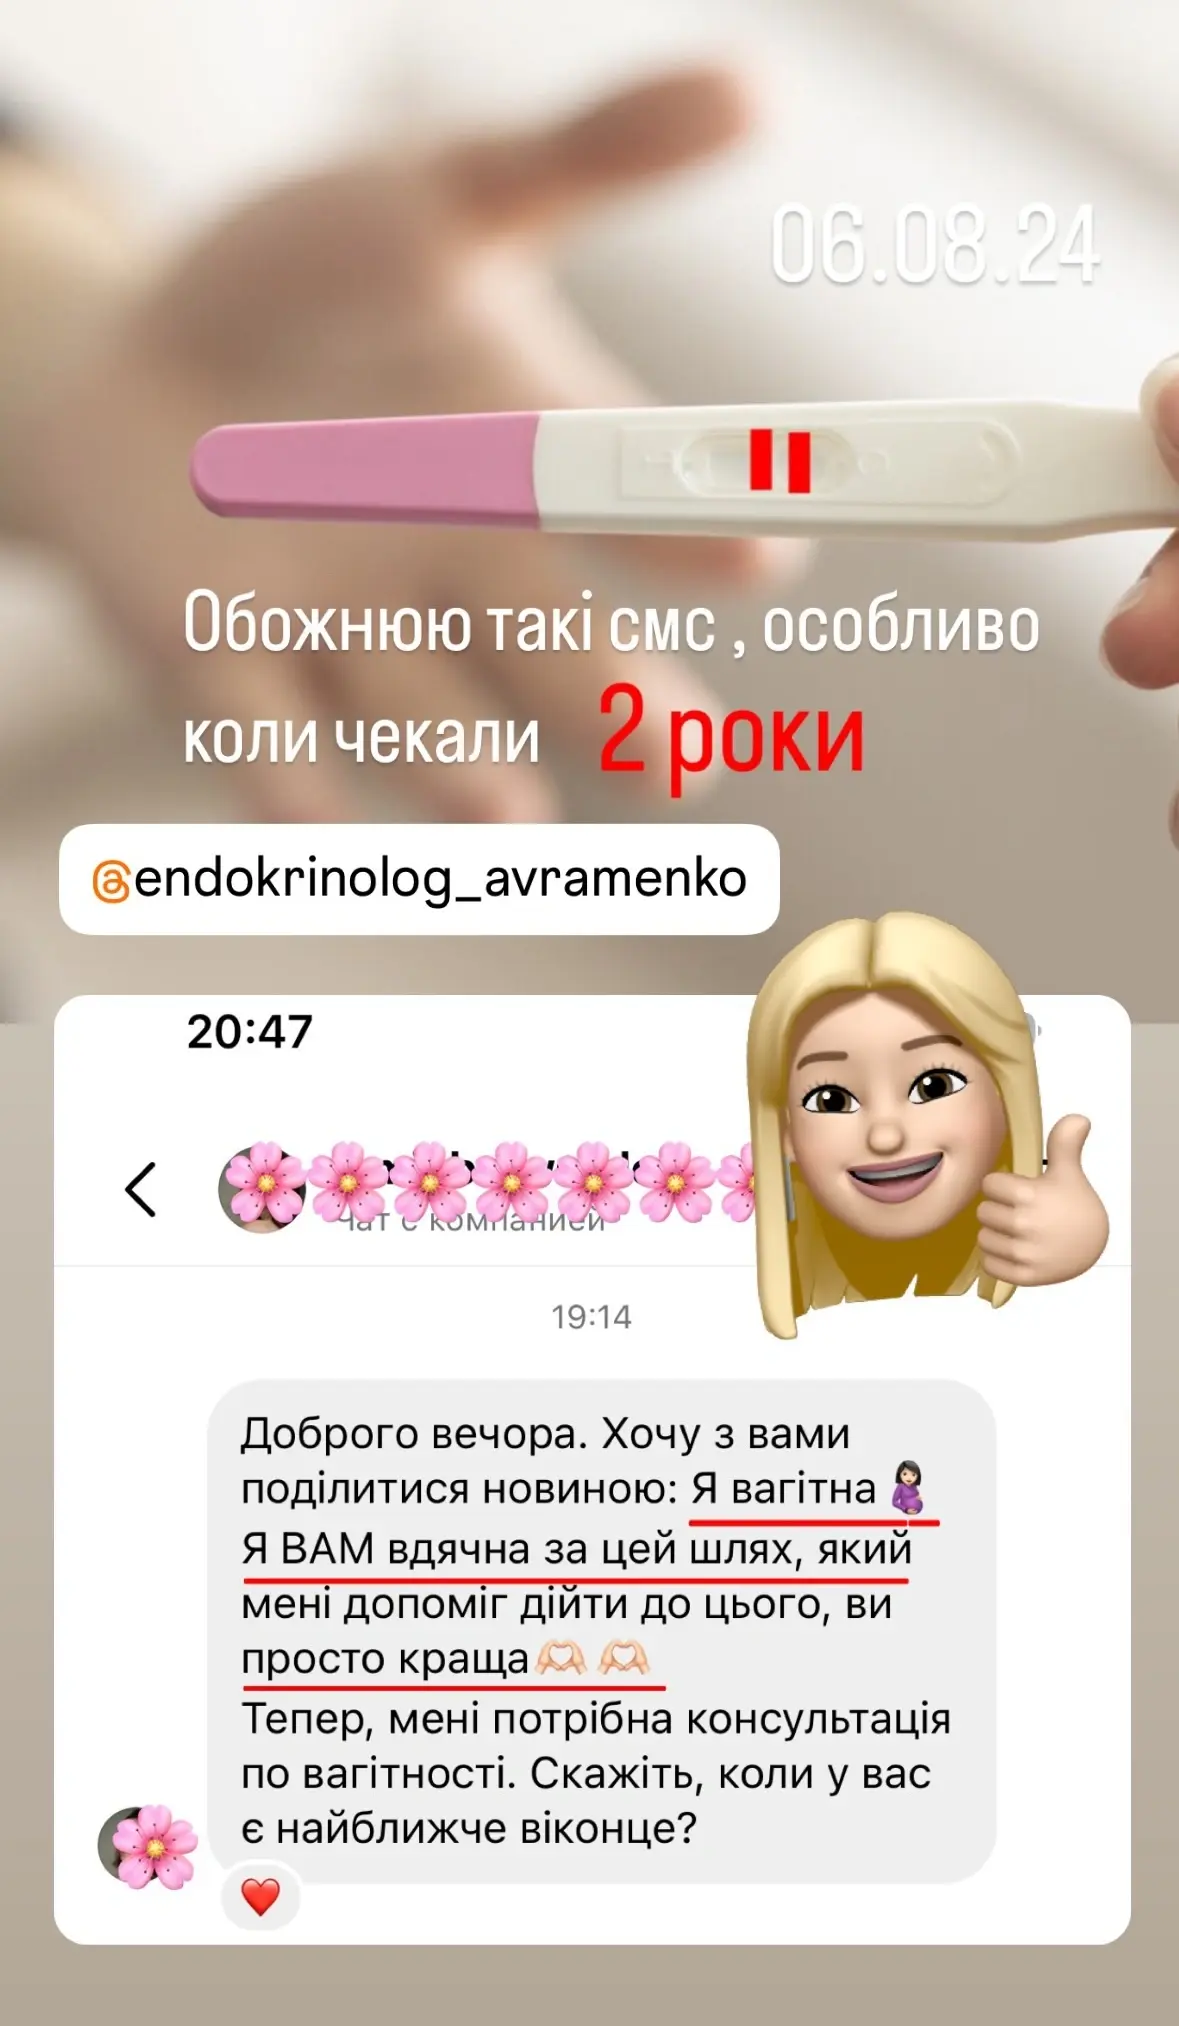 06.08.24
Обожнюю такі смс , особливо
коли чекали 2 роки
@endokrinolog_avramenko
20:47
Чат с компанией
19:14
Доброго вечора. Хочу з вами
поділитися новиною: Я вагітна🤰🏻
Я ВАМ вдячна за цей шлях, який
мені допоміг дійти до цього, ви
просто краща🫶🏻 🫶🏻
Тепер, мені потрібна консультація
по вагітності. Скажіть, коли у вас
є найближче віконце?